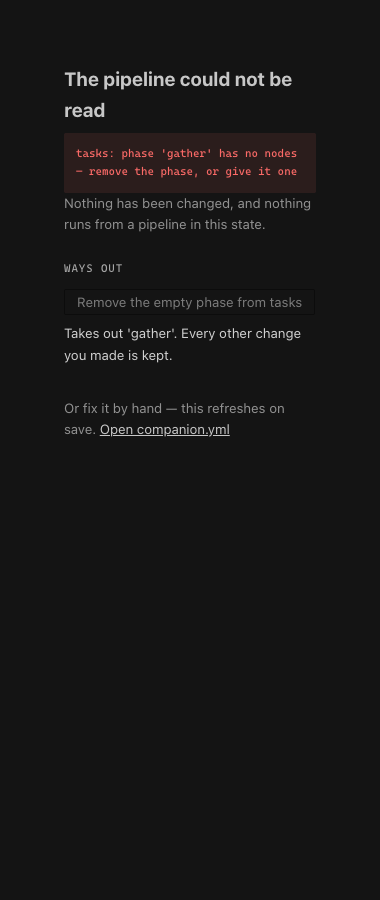 The pipeline could not be
read
tasks: phase 'gather' has no nodes
— remove the phase, or give it one
Nothing has been changed, and nothing
runs from a pipeline in this state.
WAYS OUT
Remove the empty phase from tasks
Takes out 'gather'. Every other change
you made is kept.
Or fix it by hand — this refreshes on
save. Open companion.yml